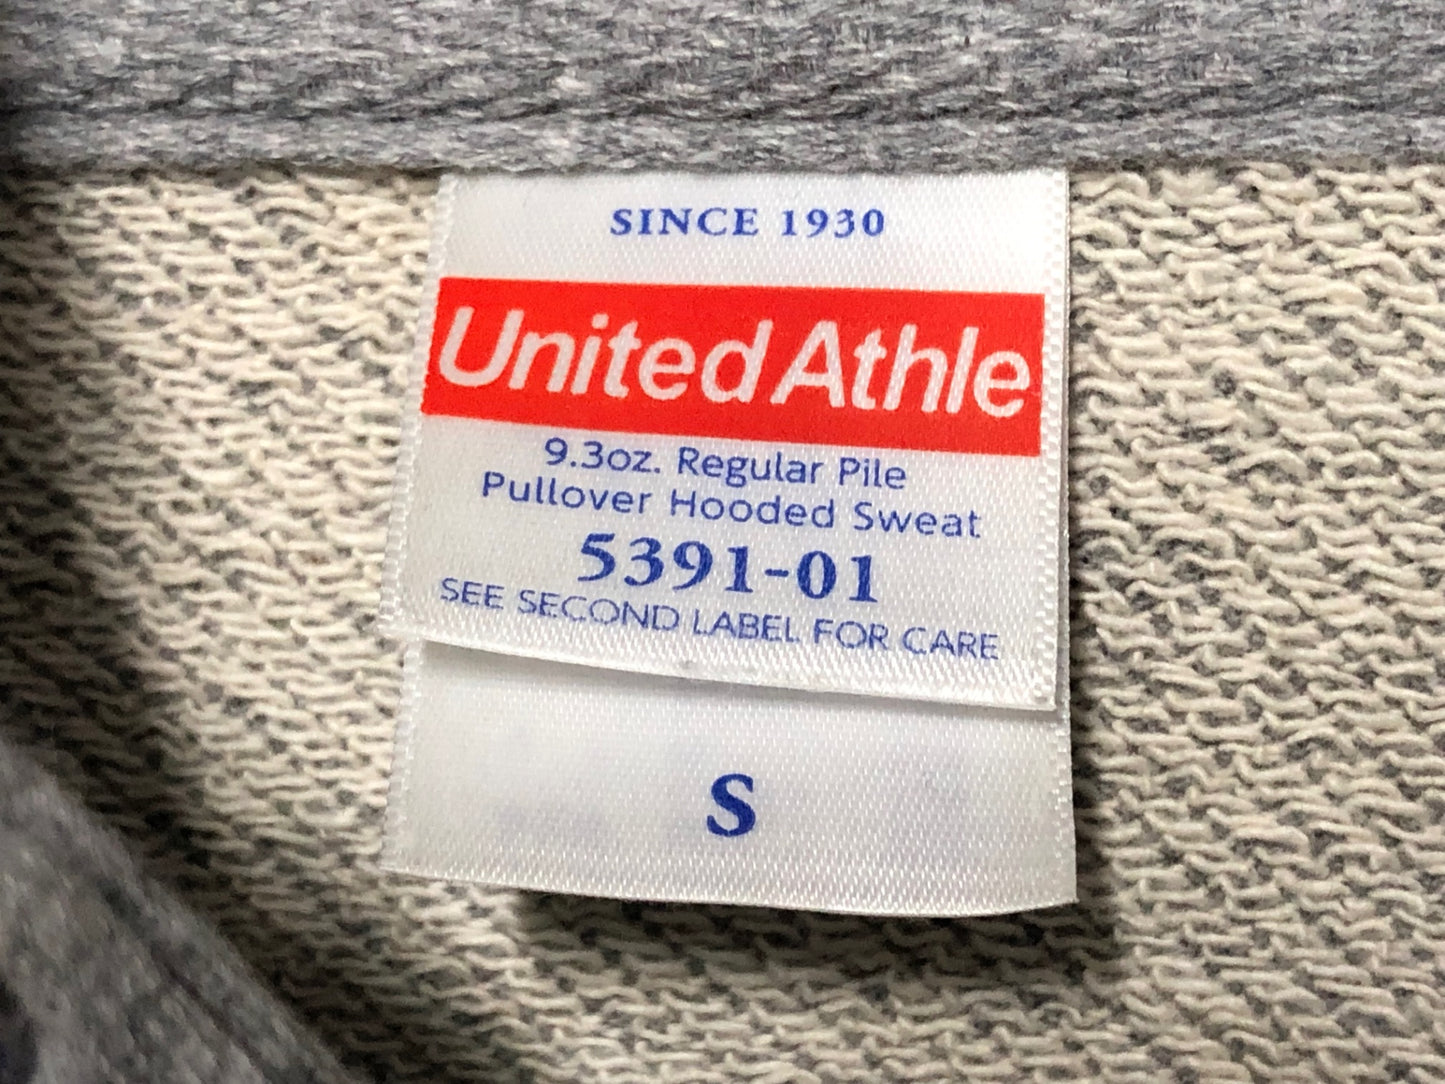 SINCE 1930
United Athle
9.3oz. Regular Pile
Pullover Hooded Sweat
5391-01
SEE SECOND LABEL FOR CARE
S